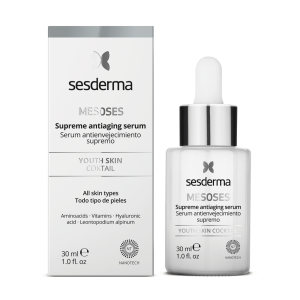 sesderma
MESOSES
Supreme antiaging serum
Serum antienvejecimiento
supremo
YOUTH SKIN
COCKTAIL
All skin types
Todo tipo de pieles
Aminoacids · Vitamins · Hyaluronic
acid · Leontopodium alpinum
30 ml e
1.0 fl. oz
NANOTECH
sesderma
MESOSES
Supreme antiaging serum
Serum antienvejecimiento
supremo
YOUTH SKIN COCKTAIL
30 ml e
1.0 fl. oz
NANOTECH